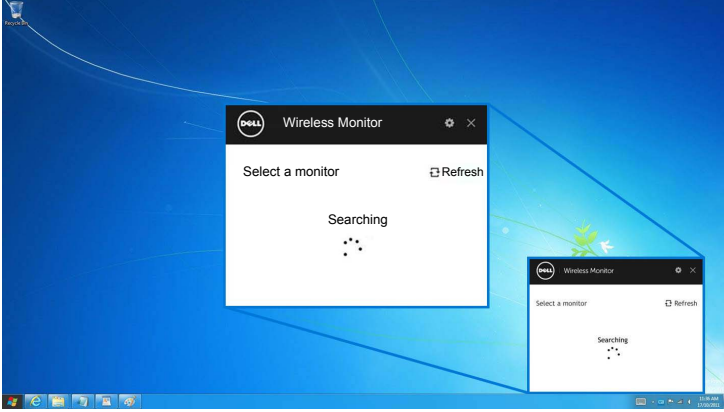 Recycle Bin
DELL
Wireless Monitor
Select a monitor
Refresh
Searching
DELL
Wireless Monitor
Select a monitor
Refresh
Searching